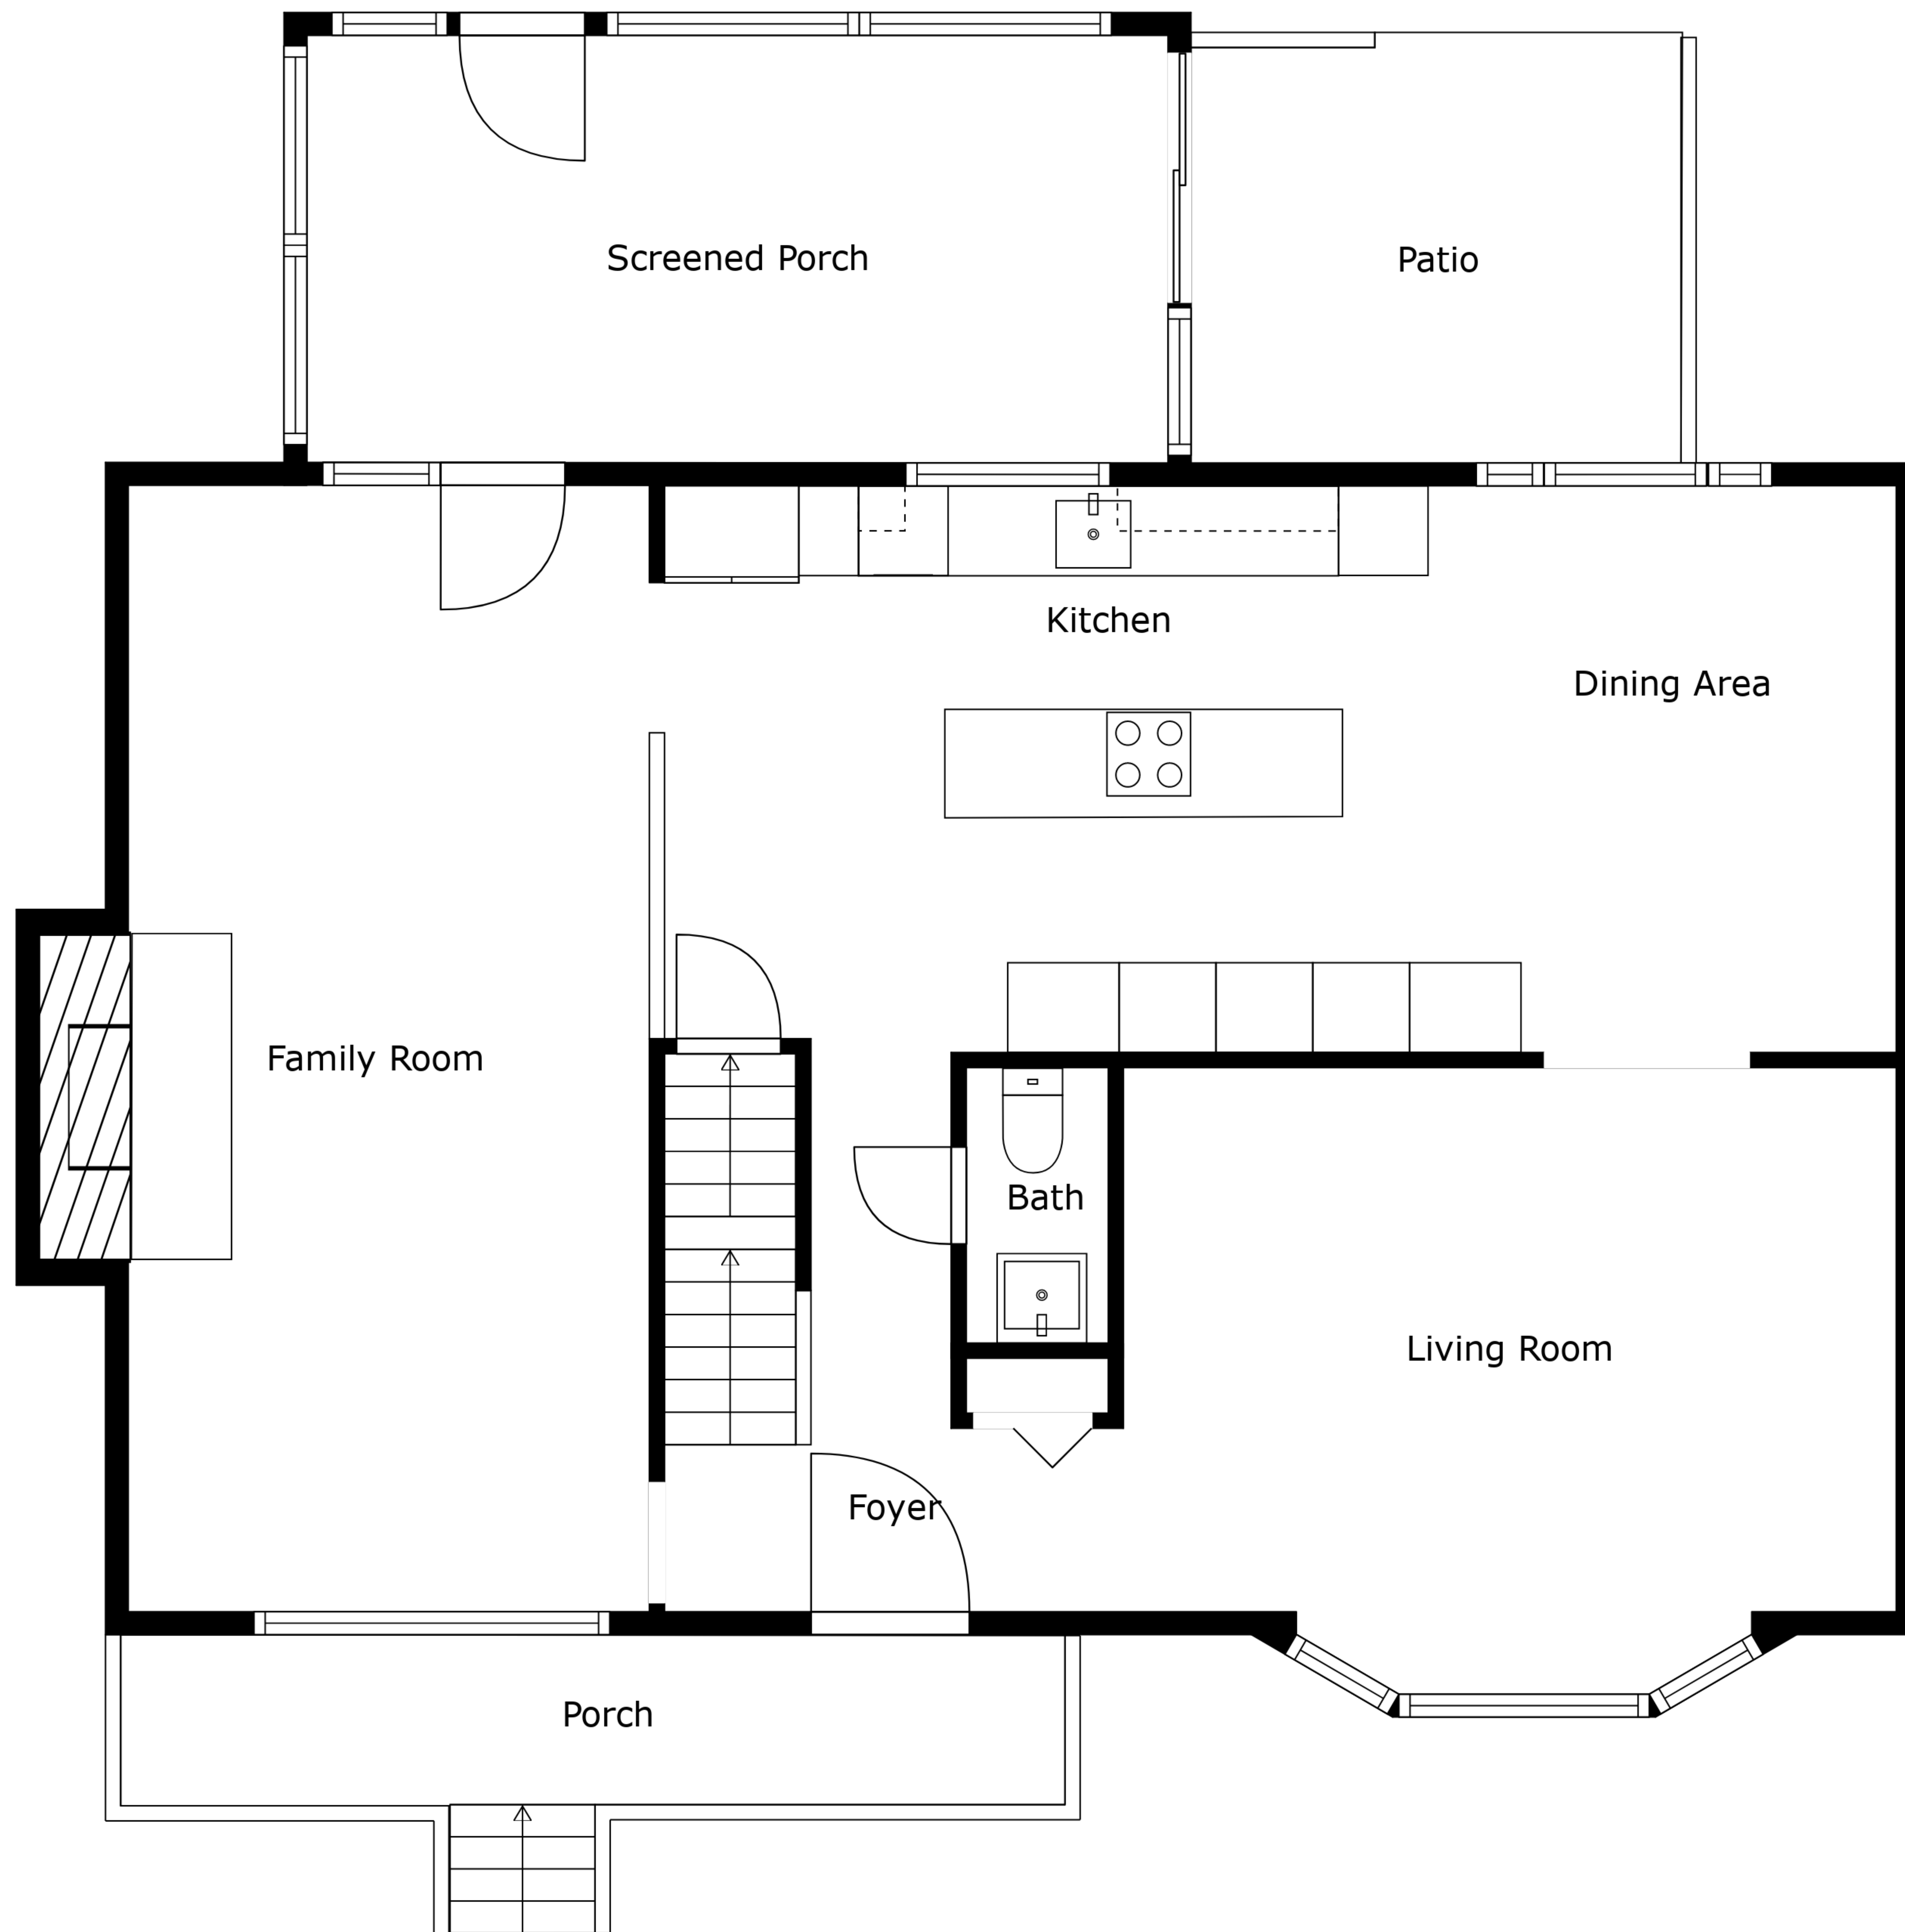 Screened Porch
Patio
Kitchen
Dining Area
Family Room
Bath
Living Room
Foyer
Porch